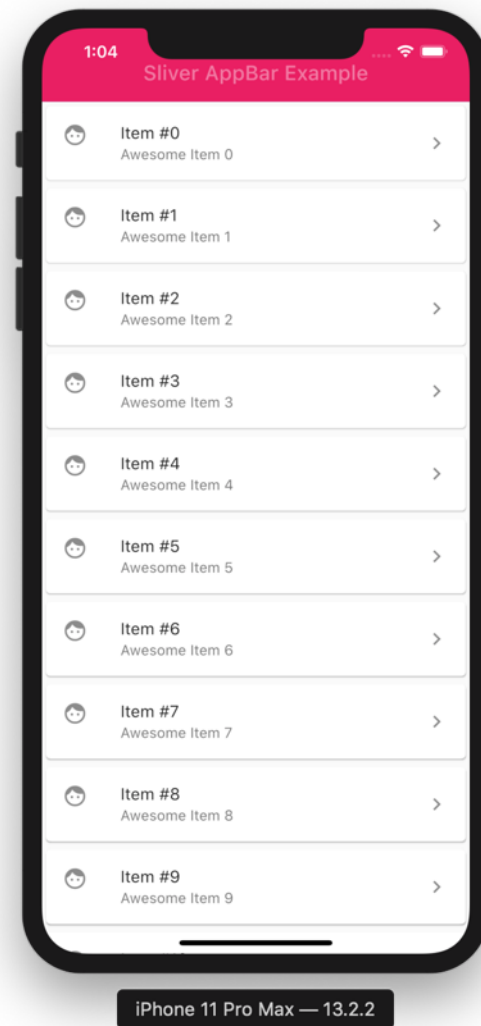 1:04
Sliver AppBar Example
Item #0
Awesome Item 0
Item #1
Awesome Item 1
Item #2
Awesome Item 2
Item #3
Awesome Item 3
Item #4
Awesome Item 4
Item #5
Awesome Item 5
Item #6
Awesome Item 6
Item #7
Awesome Item 7
Item #8
Awesome Item 8
Item #9
Awesome Item 9
iPhone 11 Pro Max — 13.2.2